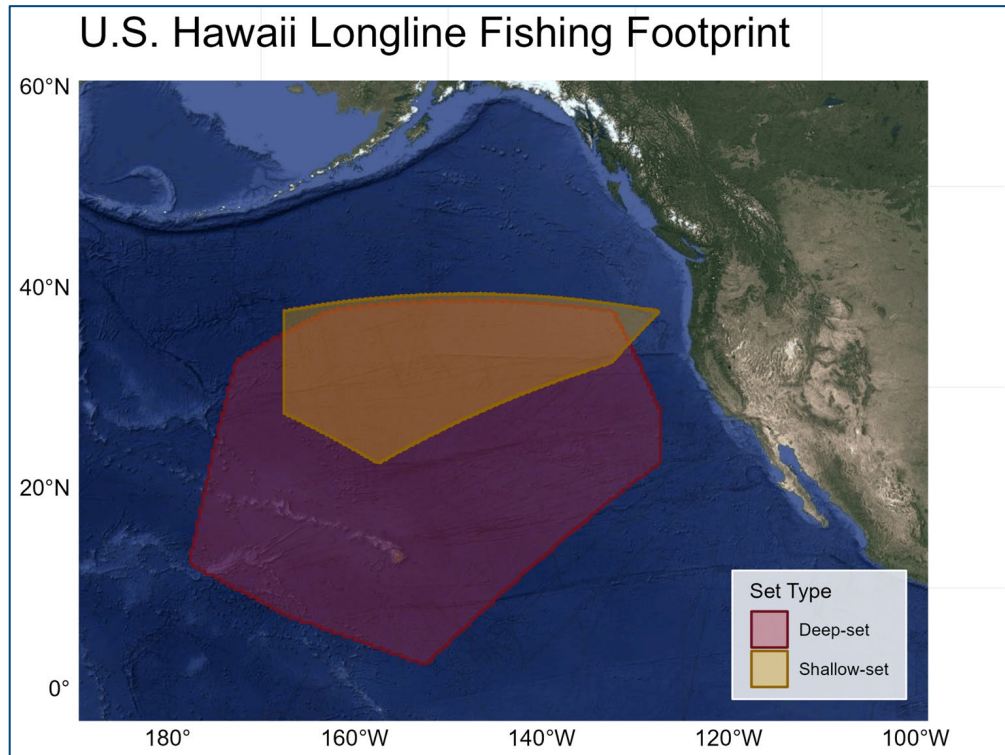 U.S. Hawaii Longline Fishing Footprint
60°N
40°N
20°N
0°
Set Type
Deep-set
Shallow-set
180°
160°W
140°W
120°W
100°W